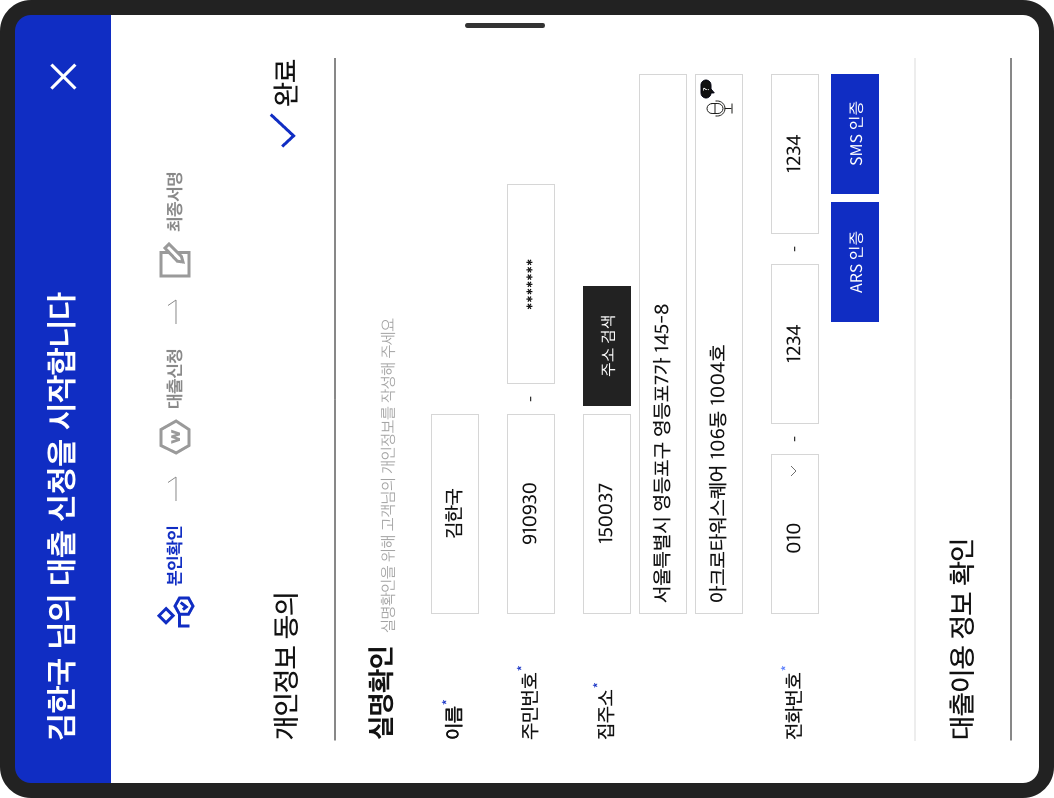 김한국 님의 대출 신청을 시작합니다
본인확인
대출신청
최종서명
개인정보 동의
완료
실명확인 실명확인을 위해 고객님의 개인정보를 작성해 주세요
이름* 김한국
주민번호* 910930 - *******
집주소* 150037 주소 검색
서울특별시 영등포구 영등포7가 145-8
아크로타워스퀘어 106동 1004호
전화번호* 010 - 1234 - 1234
ARS 인증 SMS 인증
대출이용 정보 확인